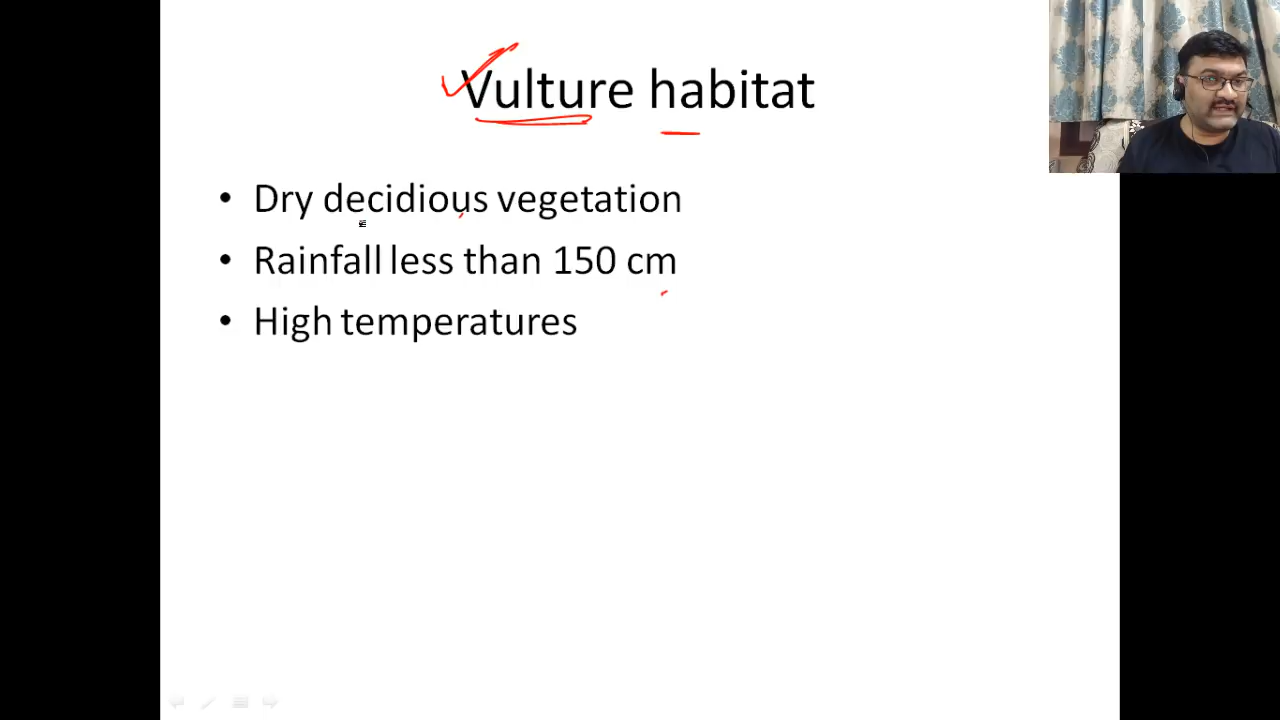 Vulture habitat
• Dry decidious vegetation
• Rainfall less than 150 cm
• High temperatures